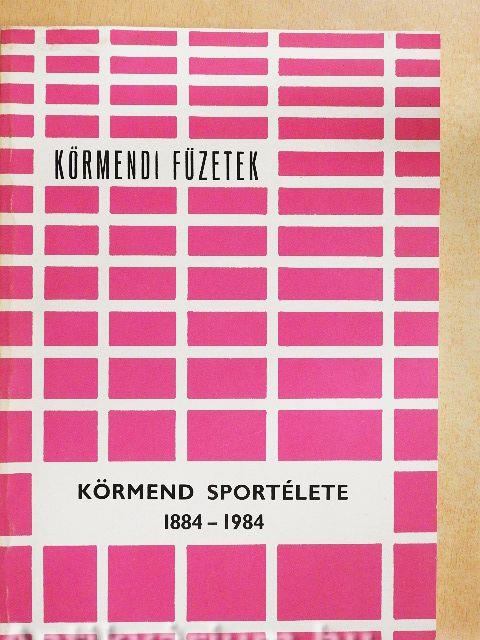 KÖRMENDI FÜZETEK
KÖRMEND SPORTÉLETE
1884 – 1984